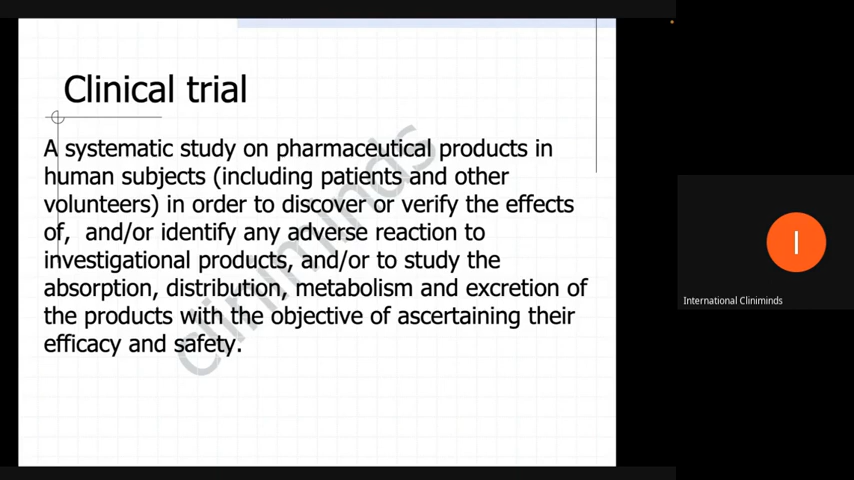 Clinical trial
A systematic study on pharmaceutical products in
human subjects (including patients and other
volunteers) in order to discover or verify the effects
of,  and/or identify any adverse reaction to
investigational products, and/or to study the
absorption, distribution, metabolism and excretion of
the products with the objective of ascertaining their
efficacy and safety.
cliniminds
I
International Cliniminds